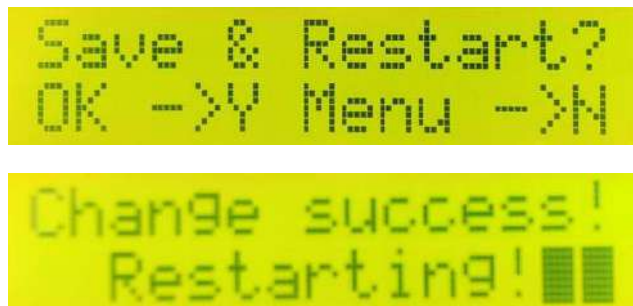 Save & Restart?
OK ->Y Menu ->N
Change success!
Restarting!██